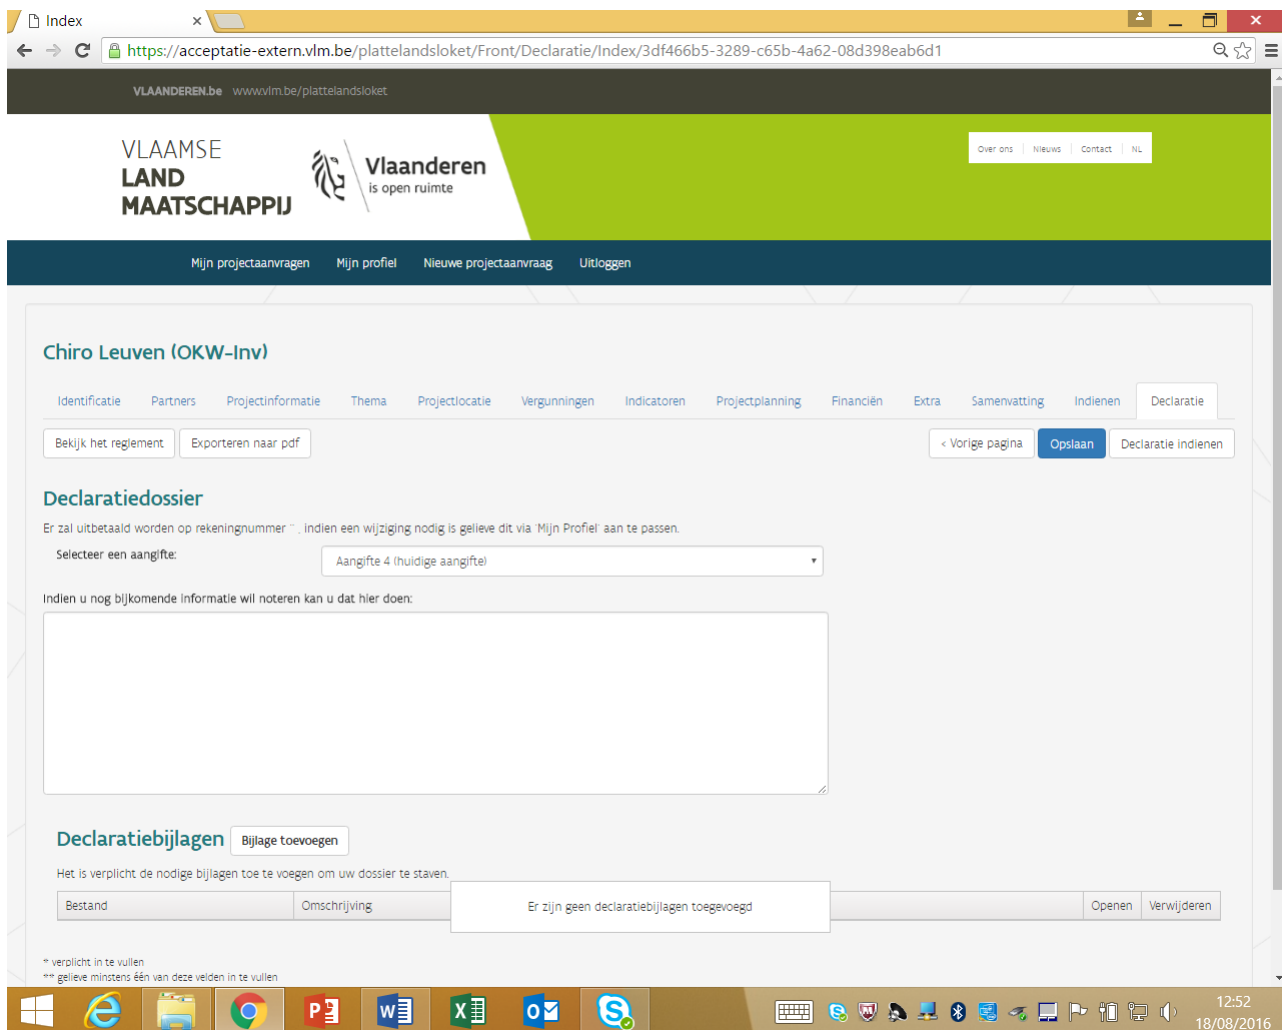 Index
https://acceptatie-extern.vlm.be/plattelandsloket/Front/Declaratie/Index/3df466b5-3289-c65b-4a62-08d398eab6d1
VLAANDEREN.be www.vlm.be/plattelandsloket
VLAAMSE
LAND
MAATSCHAPPIJ
Vlaanderen
is open ruimte
Over ons | Nieuws | Contact | NL
Mijn projectaanvragen Mijn profiel Nieuwe projectaanvraag Uitloggen
Chiro Leuven (OKW-Inv)
Identificatie Partners Projectinformatie Thema Projectlocatie Vergunningen Indicatoren Projectplanning Financiën Extra Samenvatting Indienen Declaratie
Bekijk het reglement Exporteren naar pdf < Vorige pagina Opslaan Declaratie indienen
Declaratiedossier
Er zal uitbetaald worden op rekeningnummer '' , indien een wijziging nodig is gelieve dit via 'Mijn Profiel' aan te passen.
Selecteer een aangifte: Aangifte 4 (huidige aangifte)
Indien u nog bijkomende informatie wil noteren kan u dat hier doen:
Declaratiebijlagen Bijlage toevoegen
Het is verplicht de nodige bijlagen toe te voegen om uw dossier te staven.
Bestand Omschrijving Er zijn geen declaratiebijlagen toegevoegd Openen Verwijderen
* verplicht in te vullen
** gelieve minstens één van deze velden in te vullen
12:52
18/08/2016